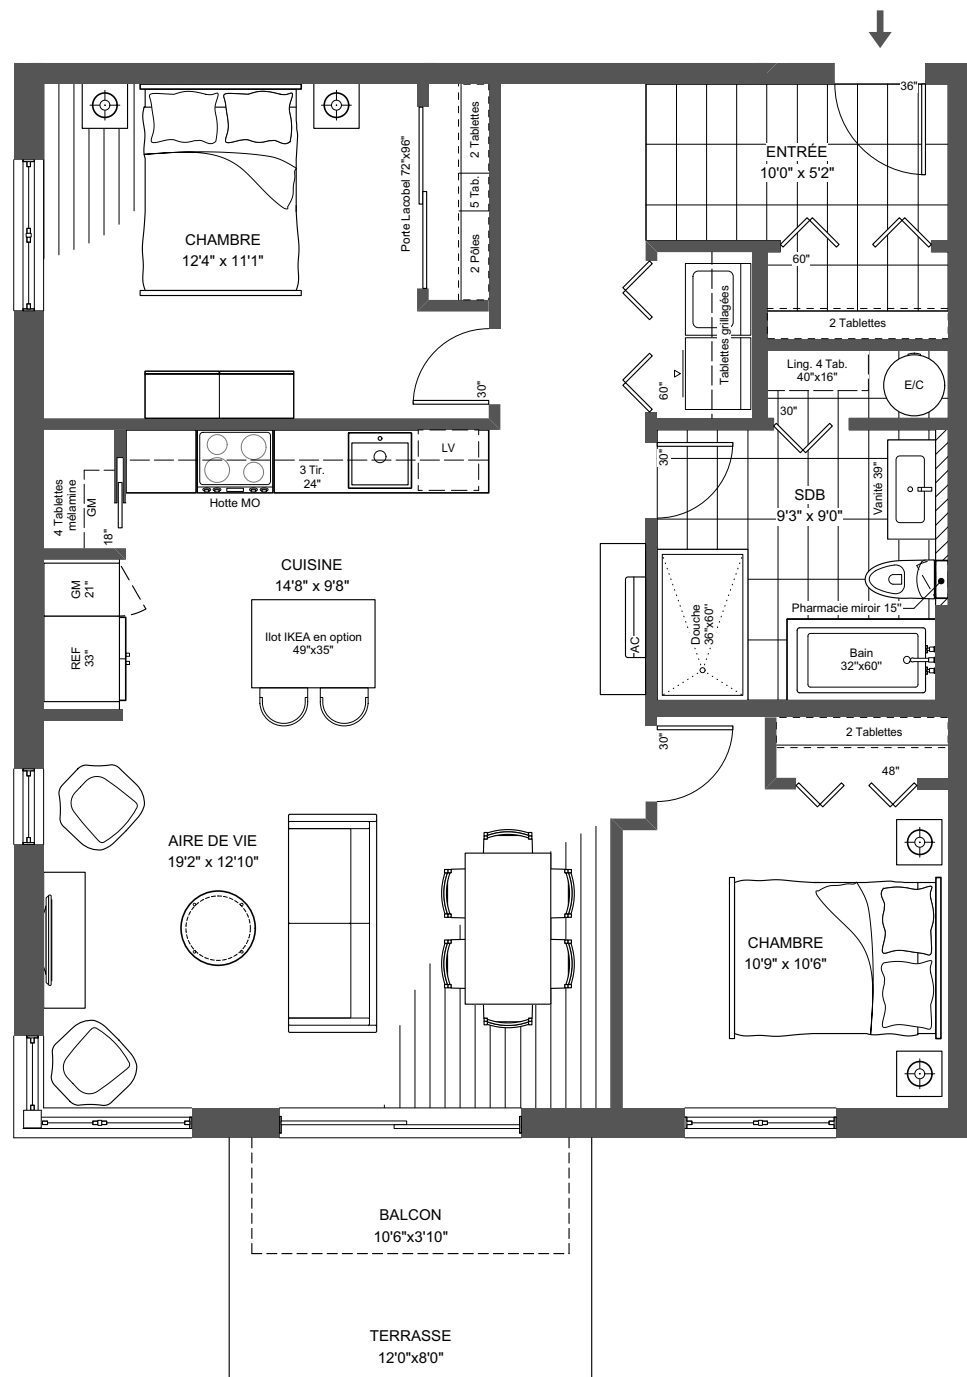 36"
ENTRÉE
10'0" x 5'2"
60"
2 Tablettes
CHAMBRE
12'4" x 11'1"
Porte Lacobel 72"x96"
2 Tablettes
5 Tab.
2 Pôles
30"
Tablettes grillagées
60"
Ling. 4 Tab.
40"x16"
E/C
30"
4 Tablettes
mélamine
GM
18"
3 Tir.
24"
LV
Hotte MO
30"
SDB
9'3" x 9'0"
Vanité 39"
Pharmacie miroir 15"
Douche
36"x60"
Bain
32"x60"
AC
CUISINE
14'8" x 9'8"
GM
21"
REF
33"
Ilot IKEA en option
49"x35"
30"
2 Tablettes
48"
AIRE DE VIE
19'2" x 12'10"
CHAMBRE
10'9" x 10'6"
BALCON
10'6"x3'10"
TERRASSE
12'0"x8'0"